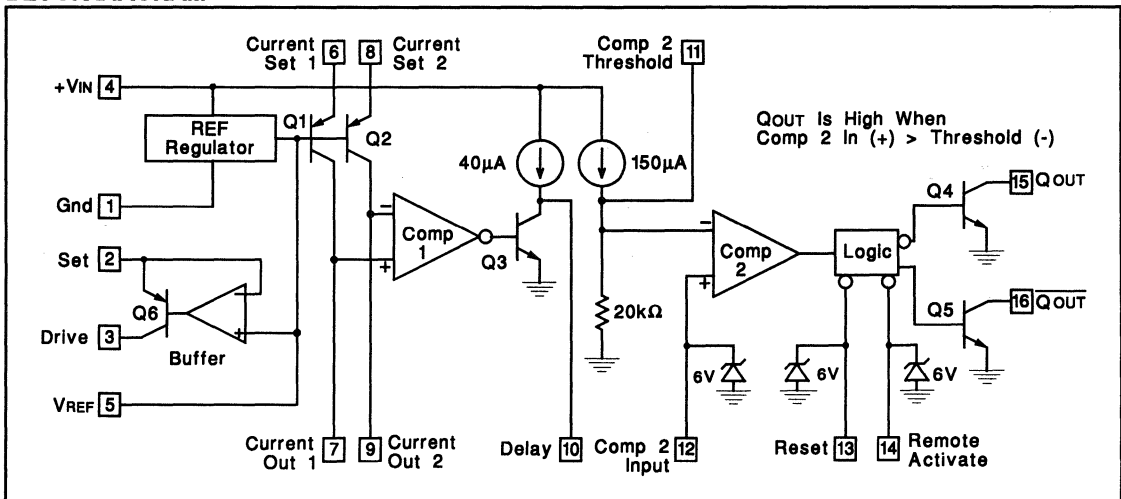 Current
Set 1
6
8
Current
Set 2
Comp 2
Threshold
11
+VIN
4
REF
Regulator
Q1
Q2
40µA
150µA
QOUT Is High When
Comp 2 In (+) > Threshold (-)
Gnd
1
Set
2
Q6
Drive
3
Buffer
-
+
VREF
5
-
+
Comp
1
Q3
20kΩ
-
+
Comp
2
Logic
Q4
15
QOUT
Q5
16
QOUT
6V
6V
6V
7
Current
Out 1
9
Current
Out 2
Delay
10
Comp 2
Input
12
Reset
13
14
Remote
Activate